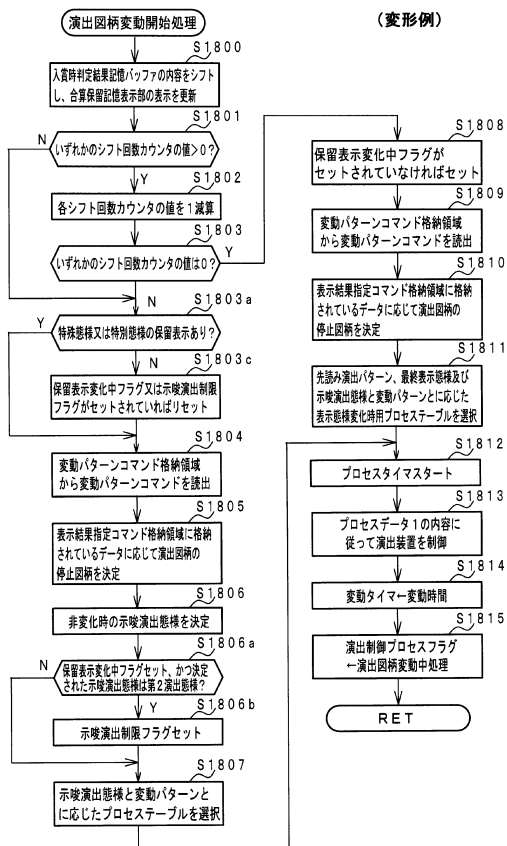 演出図柄変動開始処理
(変形例)
S1800
入賞時判定結果記憶バッファの内容をシフト
し、合算保留記憶表示部の表示を更新
S1801
N
いずれかのシフト回数カウンタの値>0?
Y
S1802
各シフト回数カウンタの値を1減算
S1803
Y
いずれかのシフト回数カウンタの値は0?
N
S1803a
Y
特殊態様又は特別態様の保留表示あり?
N
S1803c
保留表示変化中フラグ又は示唆演出制限
フラグがセットされていればリセット
S1804
変動パターンコマンド格納領域
から変動パターンコマンドを読出
S1805
表示結果指定コマンド格納領域に格納
されているデータに応じて演出図柄の
停止図柄を決定
S1806
非変化時の示唆演出態様を決定
S1806a
N
保留表示変化中フラグセット、かつ決定
された示唆演出態様は第2演出態様?
Y
S1806b
示唆演出制限フラグセット
S1807
示唆演出態様と変動パターンと
に応じたプロセステーブルを選択
S1808
保留表示変化中フラグが
セットされていなければセット
S1809
変動パターンコマンド格納領域
から変動パターンコマンドを読出
S1810
表示結果指定コマンド格納領域に格納
されているデータに応じて演出図柄の
停止図柄を決定
S1811
先読み演出パターン、最終表示態様及び
示唆演出態様と変動パターンとに応じた
表示態様変化時用プロセステーブルを選択
S1812
プロセスタイマスタート
S1813
プロセスデータ1の内容に
従って演出装置を制御
S1814
変動タイマ←変動時間
S1815
演出制御プロセスフラグ
←演出図柄変動中処理
RET